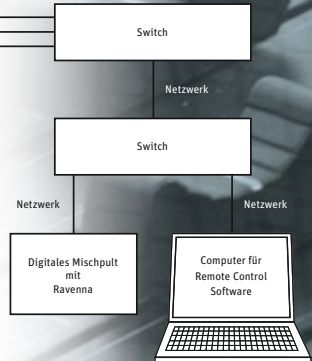 Switch
Netzwerk
Switch
Netzwerk
Netzwerk
Digitales Mischpult
mit
Ravenna
Computer für
Remote Control
Software